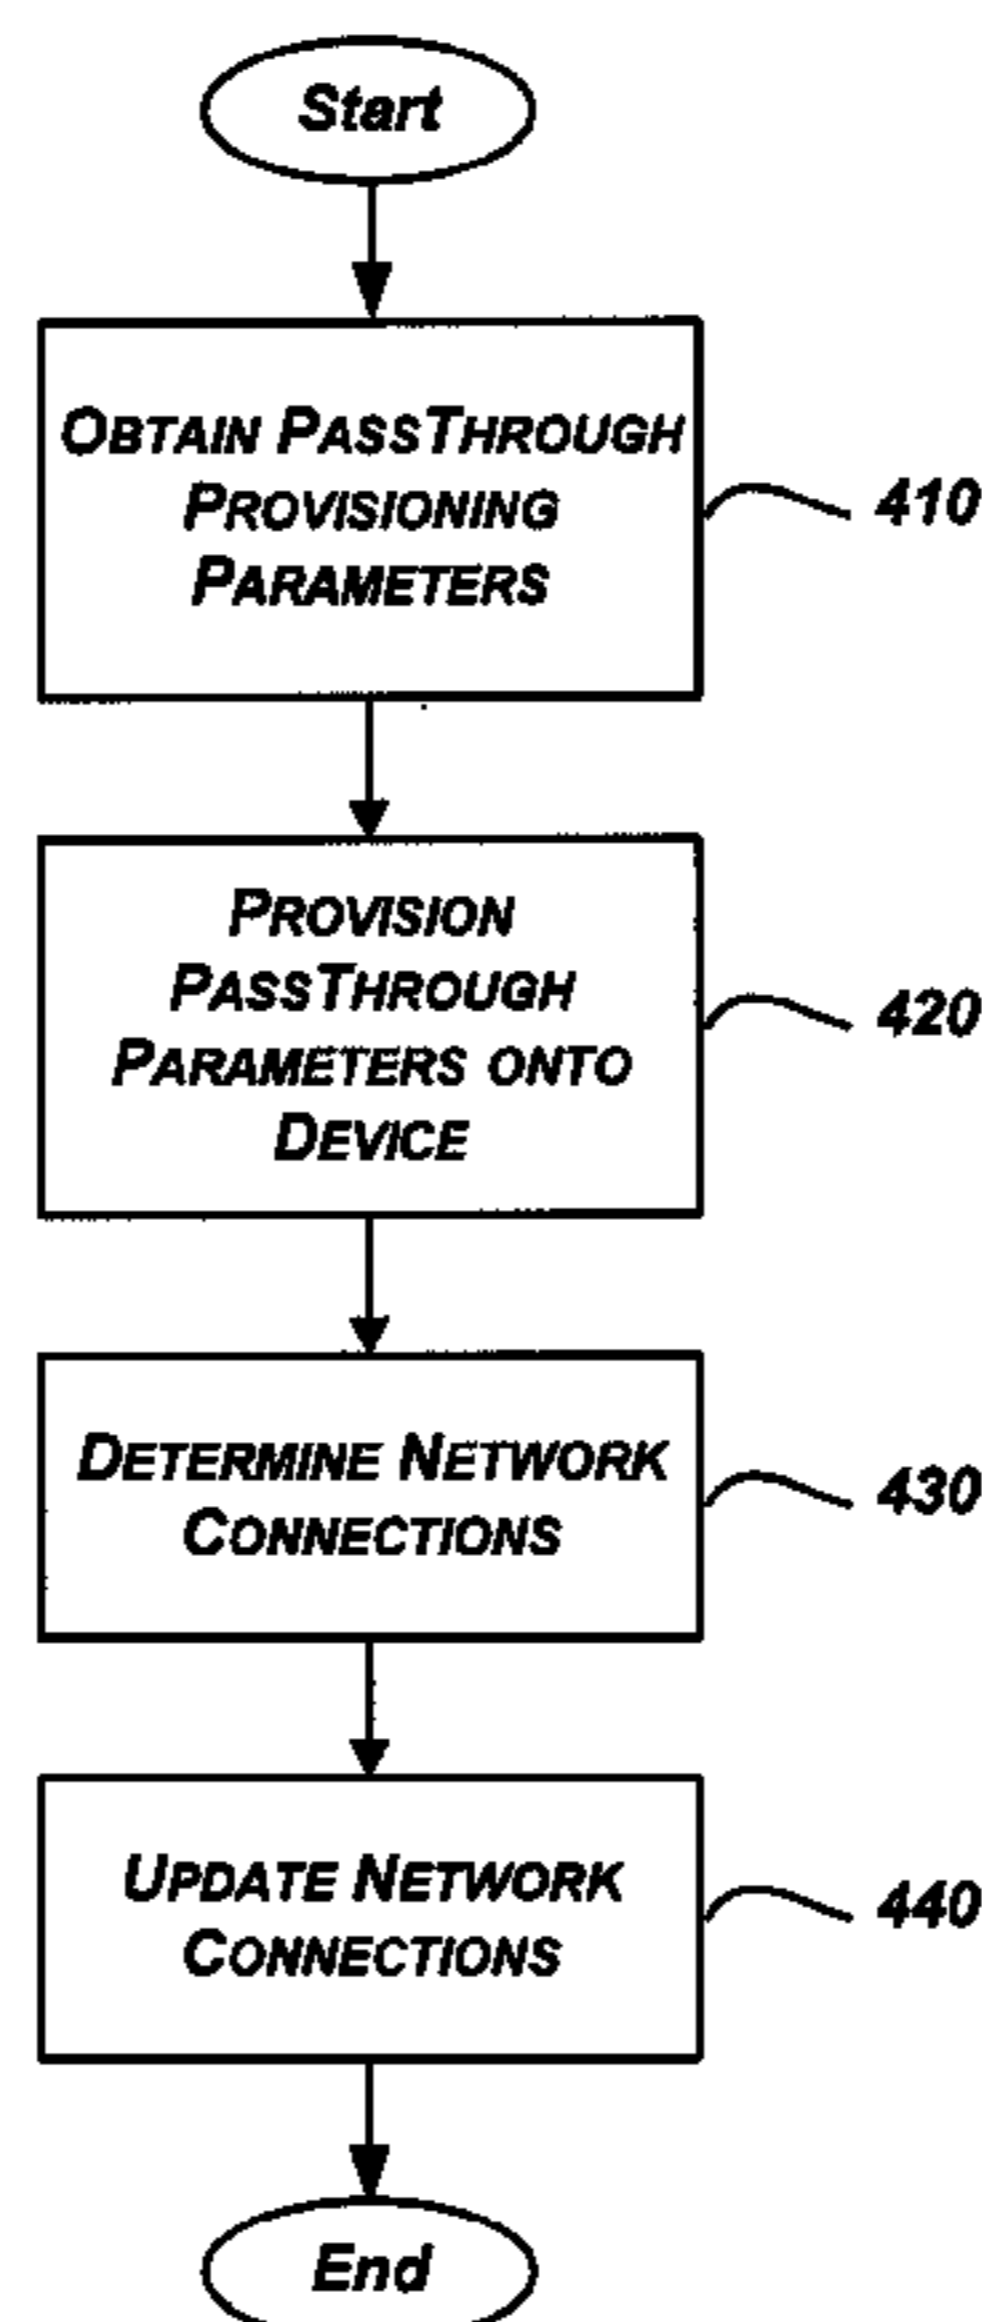 Start
OBTAIN PASSTHROUGH
PROVISIONING
PARAMETERS
410
PROVISION
PASSTHROUGH
PARAMETERS ONTO
DEVICE
420
DETERMINE NETWORK
CONNECTIONS
430
UPDATE NETWORK
CONNECTIONS
440
End